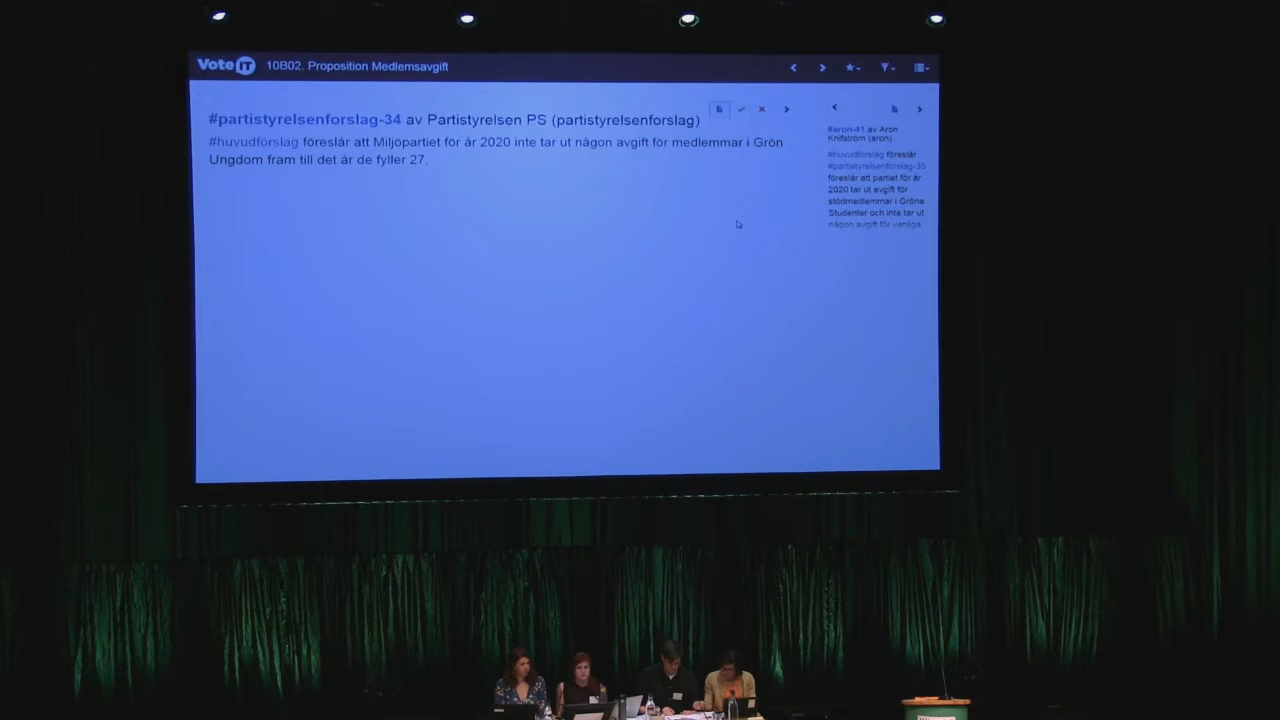 VoteIT 10B02. Proposition Medlemsavgift
#partistyrelsenforslag-34 av Partistyrelsen PS (partistyrelsenforslag)
#huvudförslag föreslår att Miljöpartiet för år 2020 inte tar ut någon avgift för medlemmar i Grön
Ungdom fram till det år de fyller 27.
#aron-41 av Aron
Knifström (aron)
#huvudförslag föreslår
#partistyrelsenforslag-35
föreslår att partiet för år
2020 tar ut avgift för
stödmedlemmar i Gröna
Studenter och inte tar ut
någon avgift för vanliga